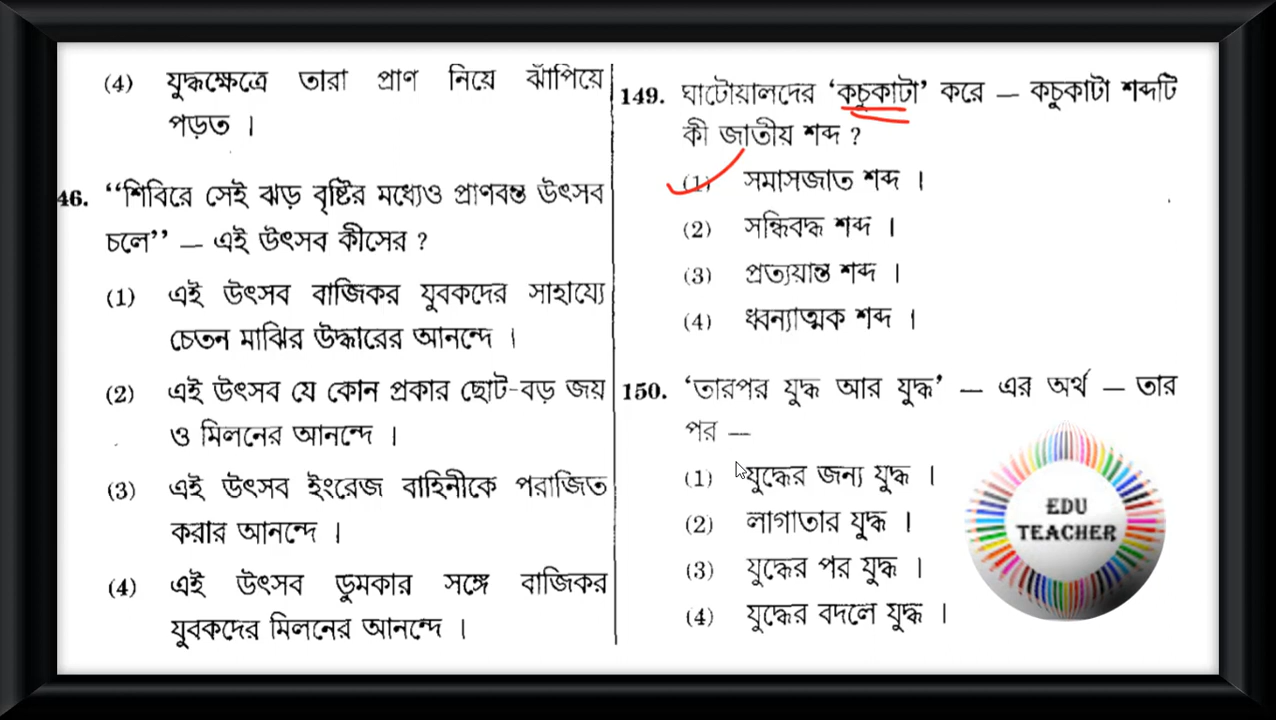 (4) যুদ্ধক্ষেত্রে তারা প্রাণ নিয়ে ঝাঁপিয়ে
পড়ত ।
46. “শিবিরে সেই ঝড় বৃষ্টির মধ্যেও প্রাণবন্ত উৎসব
চলে” – এই উৎসব কীসের ?
(1) এই উৎসব বাজিকর যুবকদের সাহায্যে
চেতন মাঝির উদ্ধারের আনন্দে ।
(2) এই উৎসব যে কোন প্রকার ছোট-বড় জয়
ও মিলনের আনন্দে ।
(3) এই উৎসব ইংরেজ বাহিনীকে পরাজিত
করার আনন্দে ।
(4) এই উৎসব ডুমকার সঙ্গে বাজিকর
যুবকদের মিলনের আনন্দে ।
149. ঘাটোয়ালদের ‘কচুকাটা’ করে – কচুকাটা শব্দটি
কী জাতীয় শব্দ ?
(1) সমাসজাত শব্দ ।
(2) সন্ধিবদ্ধ শব্দ ।
(3) প্রত্যয়ান্ত শব্দ ।
(4) ধ্বন্যাত্মক শব্দ ।
150. ‘তারপর যুদ্ধ আর যুদ্ধ’ – এর অর্থ – তার
পর –
(1) যুদ্ধের জন্য যুদ্ধ ।
(2) লাগাতার যুদ্ধ ।
(3) যুদ্ধের পর যুদ্ধ ।
(4) যুদ্ধের বদলে যুদ্ধ ।
EDU
TEACHER